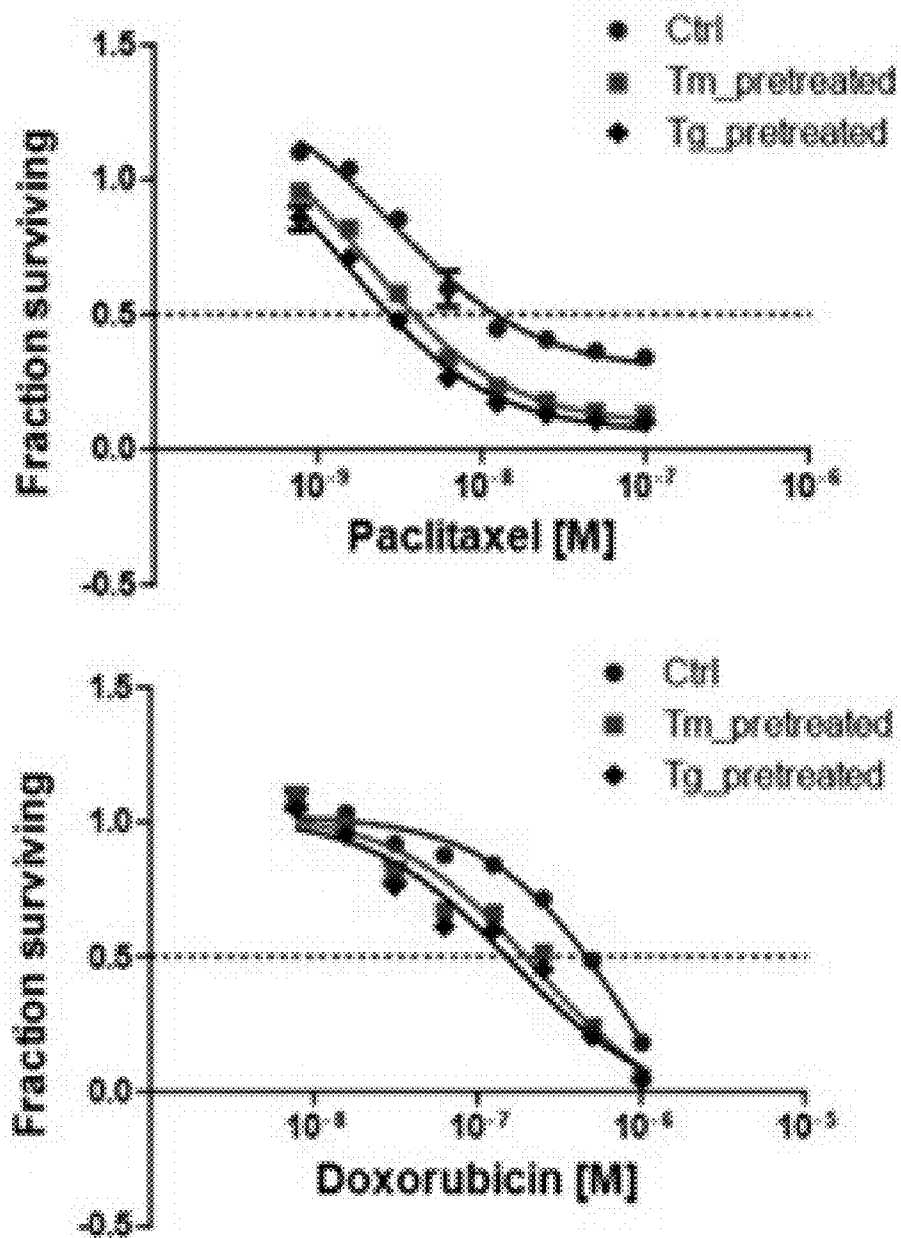 Ctrl
Tm_pretreated
Tg_pretreated
1.5
1.0
0.5
0.0
-0.5
Fraction surviving
10⁻⁹ 10⁻⁸ 10⁻⁷ 10⁻⁶
Paclitaxel [M]
Ctrl
Tm_pretreated
Tg_pretreated
1.5
1.0
0.5
0.0
-0.5
Fraction surviving
10⁻⁸ 10⁻⁷ 10⁻⁶ 10⁻⁵
Doxorubicin [M]